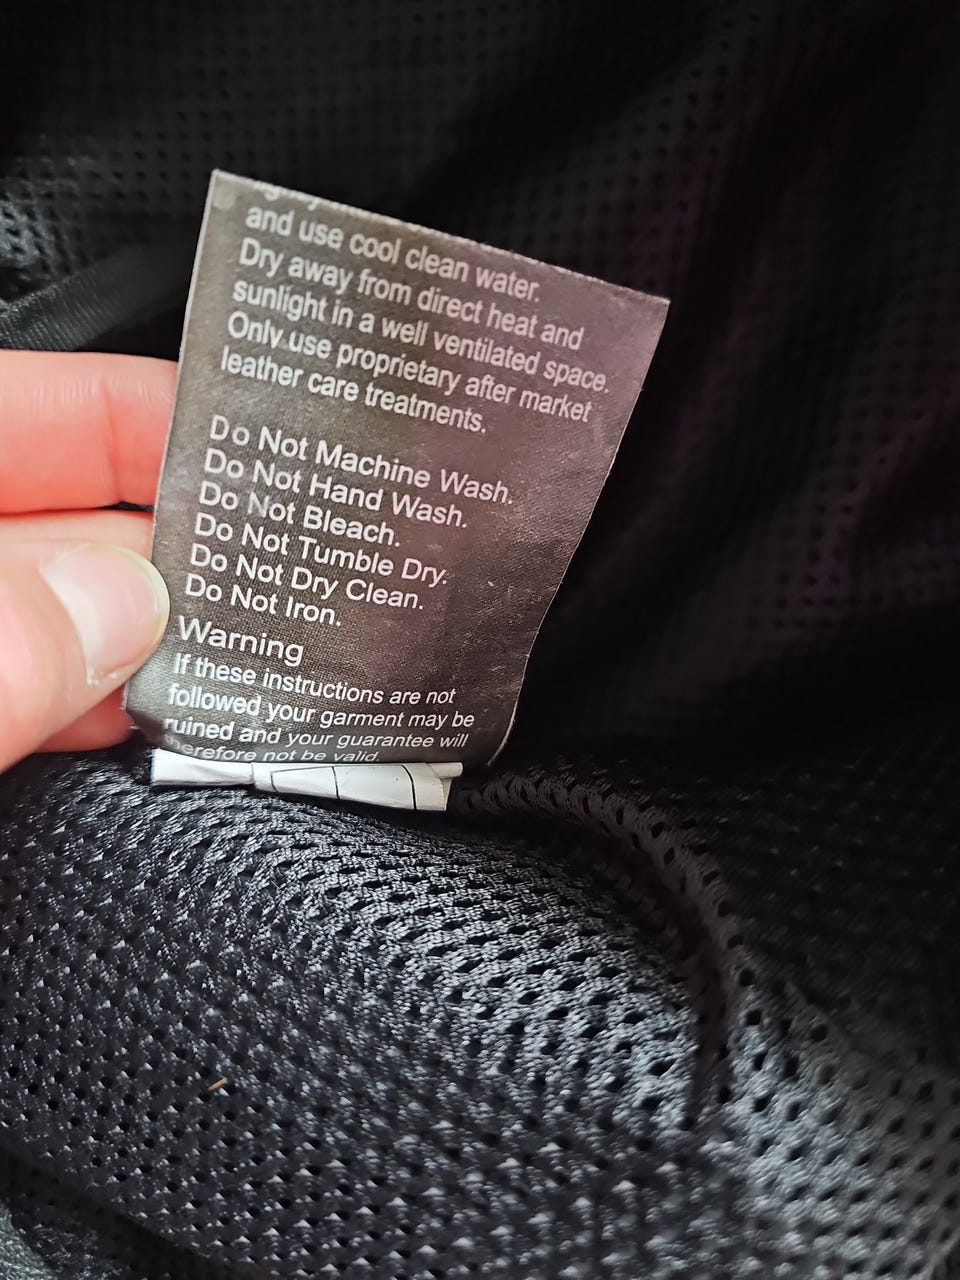 and use cool clean water.
Dry away from direct heat and
sunlight in a well ventilated space.
Only use proprietary after market
leather care treatments.
Do Not Machine Wash.
Do Not Hand Wash.
Do Not Bleach.
Do Not Tumble Dry.
Do Not Dry Clean.
Do Not Iron.
Warning
If these instructions are not
followed your garment may be
ruined and your guarantee will
herefore not be valid.